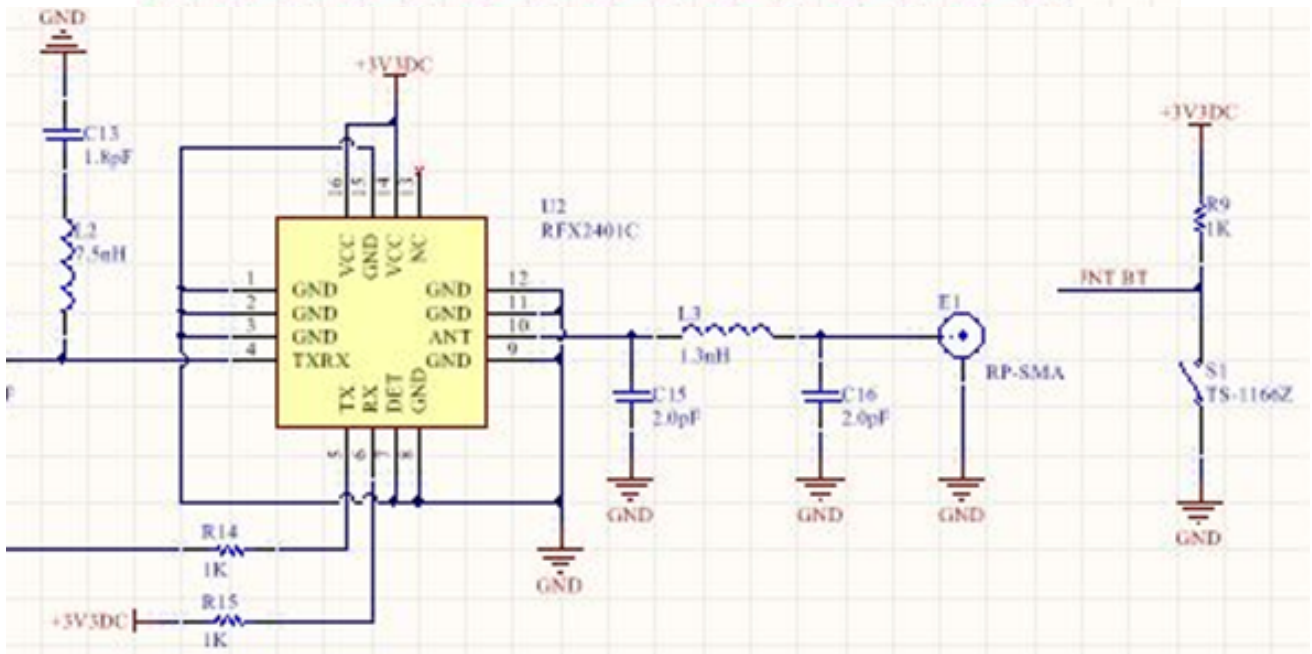 GND
+3V3DC
C13
1.8pF
+3V3DC
16
15
14
13
U2
RFX2401C
R9
1K
L2
7.5nH
VCC
GND
VCC
NC
JNT BT
1
GND
GND
12
2
GND
GND
11
3
GND
ANT
10
4
TXRX
GND
9
L3
1.3nH
E1
RP-SMA
TX
RX
DET
GND
C15
2.0pF
C16
2.0pF
S1
TS-1166Z
5
6
7
8
GND
GND
GND
GND
R14
1K
GND
R15
+3V3DC
1K